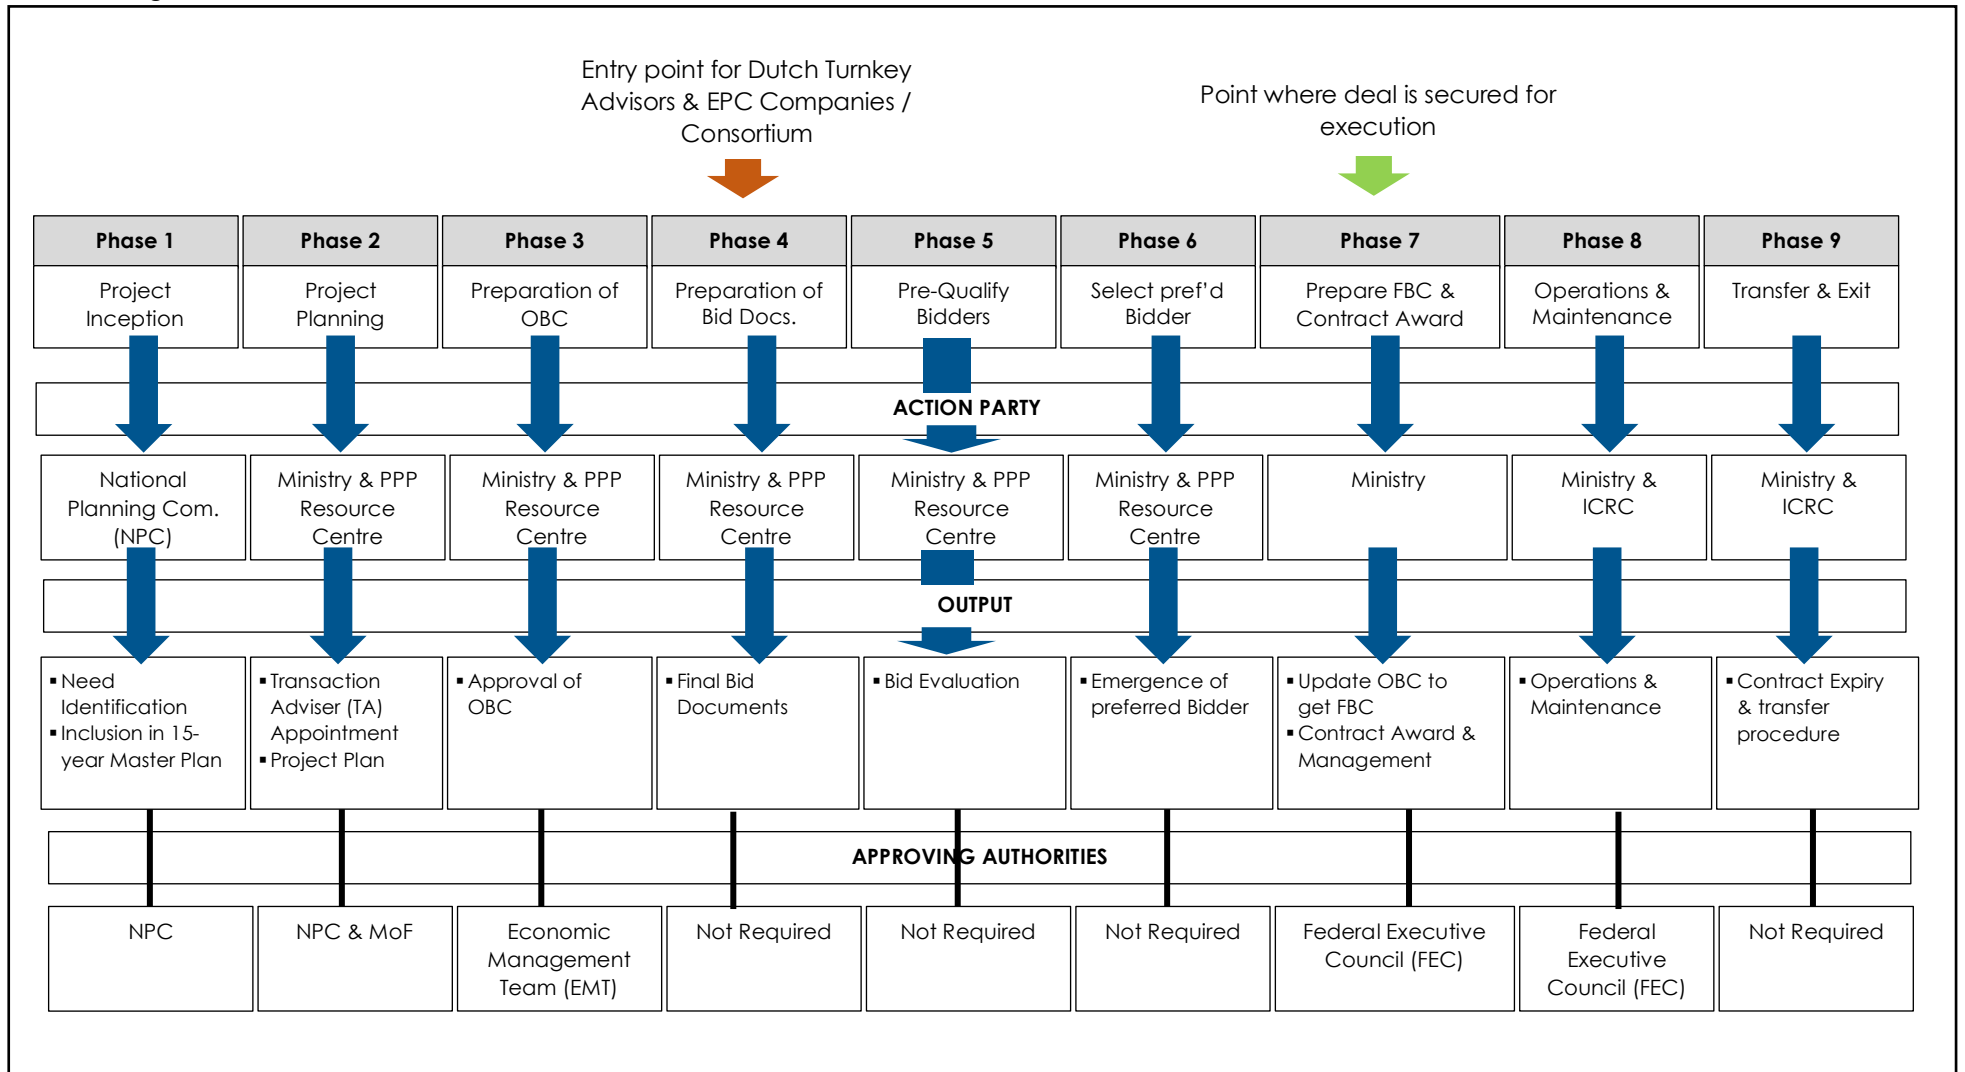 Entry point for Dutch Turnkey
Advisors & EPC Companies /
Consortium
Point where deal is secured for
execution
Phase 1
Phase 2
Phase 3
Phase 4
Phase 5
Phase 6
Phase 7
Phase 8
Phase 9
Project
Inception
Project
Planning
Preparation of
OBC
Preparation of
Bid Docs.
Pre-Qualify
Bidders
Select pref’d
Bidder
Prepare FBC &
Contract Award
Operations &
Maintenance
Transfer & Exit
ACTION PARTY
National
Planning Com.
(NPC)
Ministry & PPP
Resource
Centre
Ministry & PPP
Resource
Centre
Ministry & PPP
Resource
Centre
Ministry & PPP
Resource
Centre
Ministry & PPP
Resource
Centre
Ministry
Ministry &
ICRC
Ministry &
ICRC
OUTPUT
▪ Need
Identification
▪ Inclusion in 15-
year Master Plan
▪ Transaction
Adviser (TA)
Appointment
▪ Project Plan
▪ Approval of
OBC
▪ Final Bid
Documents
▪ Bid Evaluation
▪ Emergence of
preferred Bidder
▪ Update OBC to
get FBC
▪ Contract Award &
Management
▪ Operations &
Maintenance
▪ Contract Expiry
& transfer
procedure
APPROVING AUTHORITIES
NPC
NPC & MoF
Economic
Management
Team (EMT)
Not Required
Not Required
Not Required
Federal Executive
Council (FEC)
Federal
Executive
Council (FEC)
Not Required